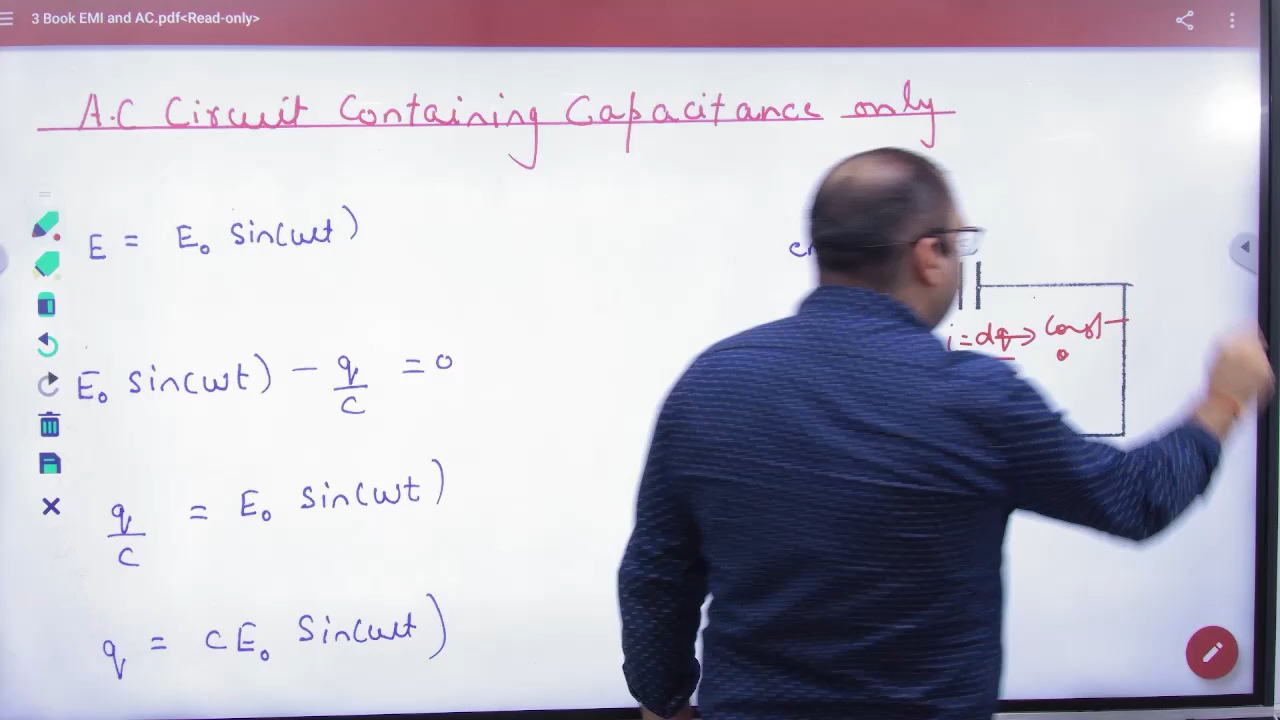 3 Book EMI and AC.pdf<Read-only>
A.C Circuit Containing Capacitance only
E = E₀ sin(ωt)
E₀ sin(ωt) − q/c = 0
i = dq → Const
0
q/c = E₀ sin(ωt)
q = cE₀ sin(ωt)